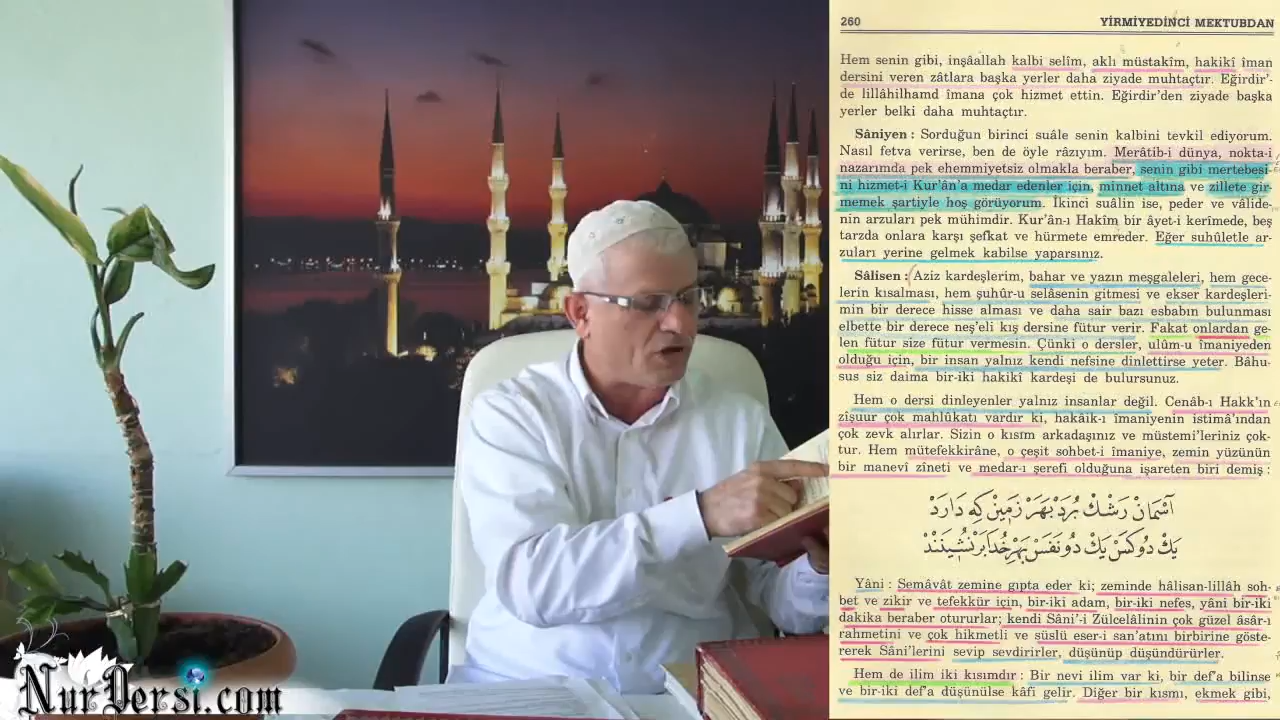 260
YİRMİYEDİNCİ MEKTUBDAN
Hem senin gibi, inşâallah kalbi selîm, aklı müstakîm, hakikî îman
dersini veren zâtlara başka yerler daha ziyade muhtaçtır. Eğirdir'-
de lillâhilhamd îmana çok hizmet ettin. Eğirdir'den ziyade başka
yerler belki daha muhtaçtır.
Sâniyen : Sorduğun birinci suâle senin kalbini tevkil ediyorum.
Nasıl fetva verirse, ben de öyle râzıyım. Merâtib-i dünya, nokta-i
nazarımda pek ehemmiyetsiz olmakla beraber, senin gibi mertebesi-
ni hizmet-i Kur'ân'a medar edenler için, minnet altına ve zillete gir-
memek şartiyle hoş görüyorum. İkinci suâlin ise, peder ve vâlide-
nin arzuları pek mühimdir. Kur'ân-ı Hakîm bir âyet-i kerîmede, beş
tarzda onlara karşı şefkat ve hürmete emreder. Eğer suhûletle ar-
zuları yerine gelmek kabilse yaparsınız.
Sâlisen : Aziz kardeşlerim, bahar ve yazın meşgaleleri, hem gece-
lerin kısalması, hem şuhûr-u selâsenin gitmesi ve ekser kardeşleri-
min bir derece hisse alması ve daha sair bazı esbabın bulunması
elbette bir derece neş'eli kış dersine fütur verir. Fakat onlardan ge-
len fütur size fütur vermesin. Çünki o dersler, ulûm-u îmaniyeden
olduğu için, bir insan yalnız kendi nefsine dinlettirse yeter. Bâhu-
sus siz daima bir-iki hakikî kardeşi de bulursunuz.
Hem o dersi dinleyenler yalnız insanlar değil. Cenâb-ı Hakk'ın
zîşuur çok mahlûkatı vardır ki, hakâik-ı îmaniyenin istimâ'ından
çok zevk alırlar. Sizin o kısım arkadaşınız ve müstemi'leriniz çok-
tur. Hem mütefekkirâne, o çeşit sohbet-i îmaniye, zemin yüzünün
bir manevî zîneti ve medar-ı şerefi olduğuna işareten biri demiş :
آسْمَانْ رَشْكْ بُرَدْ بَهْرِ زَمِينْ كِه دَارَدْ
يَكْ دُو كَسْ يَكْ دُو نَفَسْ بَهْرِ خُدَا بَرْ نِشِينَنْدْ
Yâni : Semâvât zemine gıpta eder ki; zeminde hâlisan-lillâh soh-
bet ve zikir ve tefekkür için, bir-iki adam, bir-iki nefes, yâni bir-iki
dakika beraber otururlar; kendi Sâni'-i Zülcelâlinin çok güzel âsâr-ı
rahmetini ve çok hikmetli ve süslü eser-i san'atını birbirine göste-
rerek Sâni'lerini sevip sevdirirler, düşünüp düşündürürler.
Hem de ilim iki kısımdır : Bir nevi ilim var ki, bir def'a bilinse
ve bir-iki def'a düşünülse kâfi gelir. Diğer bir kısmı, ekmek gibi,
NurDersi.com